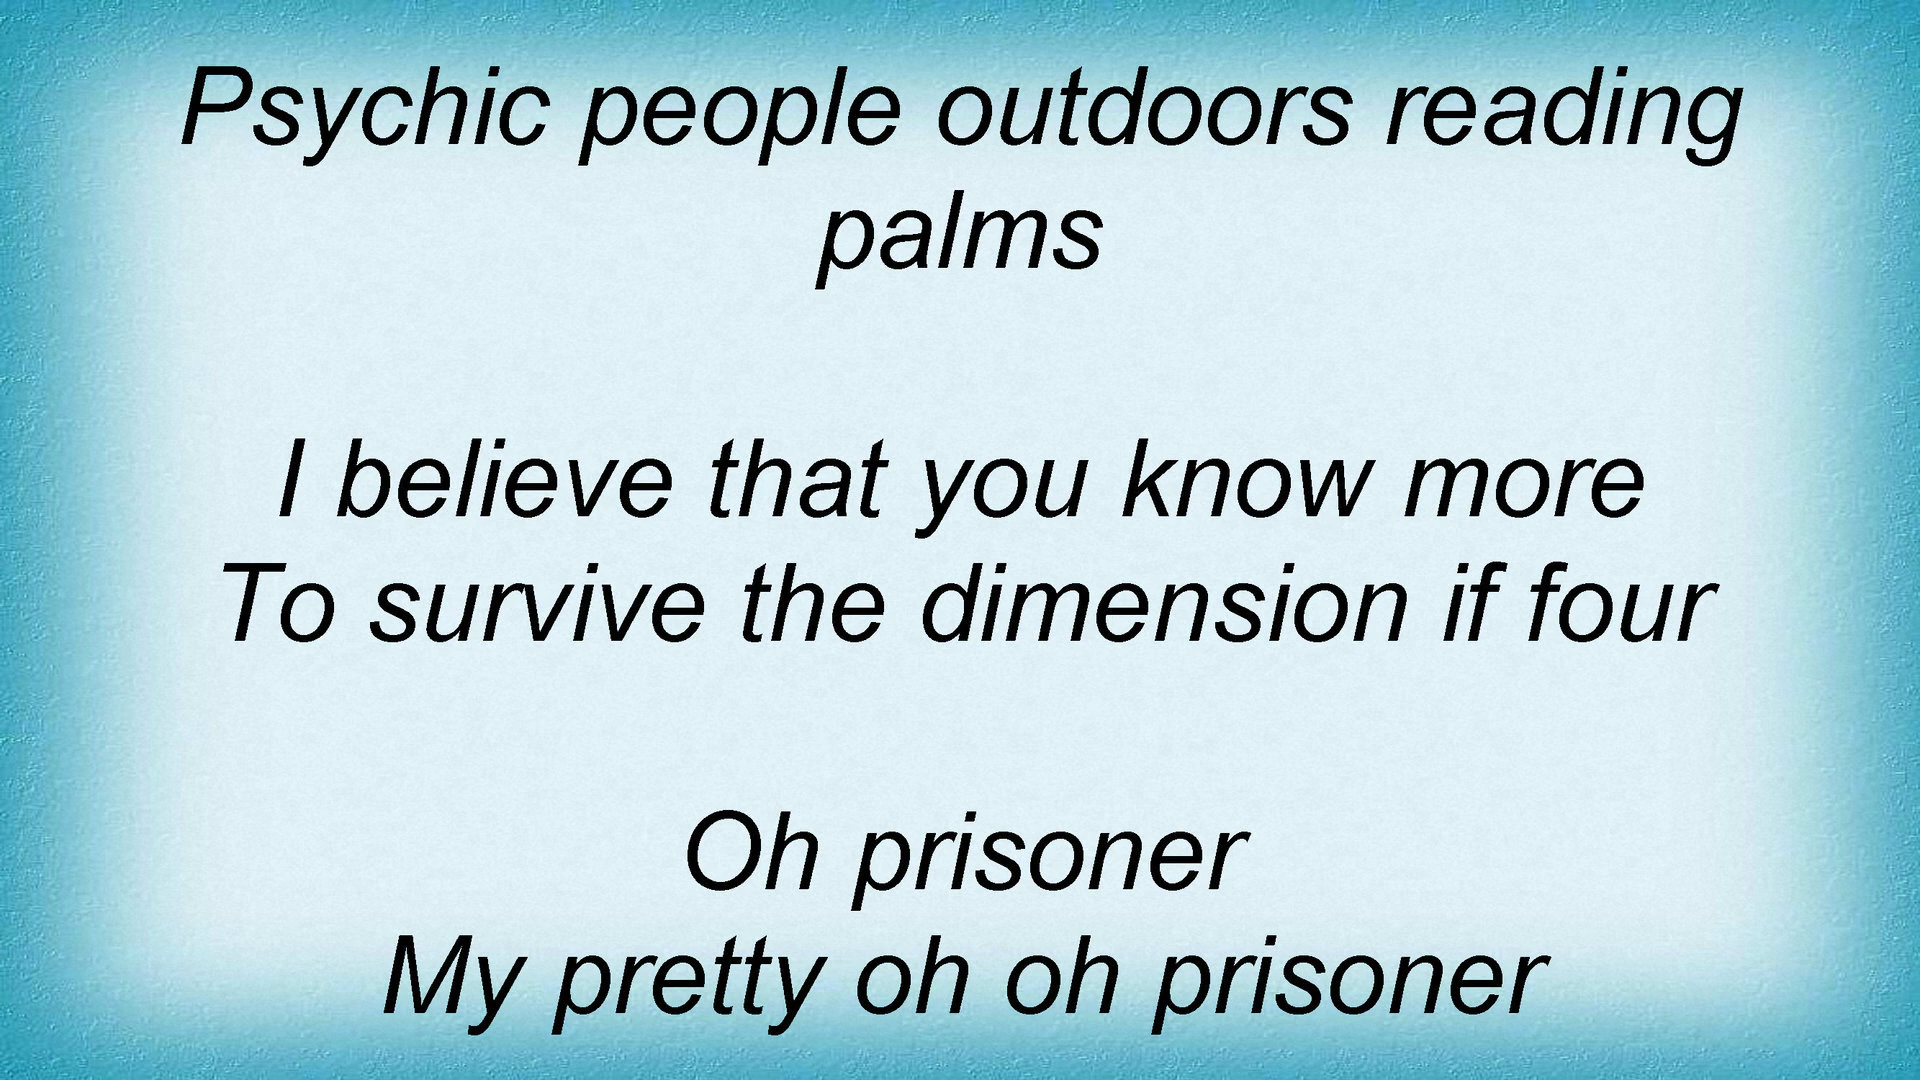 Psychic people outdoors reading
palms
I believe that you know more
To survive the dimension if four
Oh prisoner
My pretty oh oh prisoner